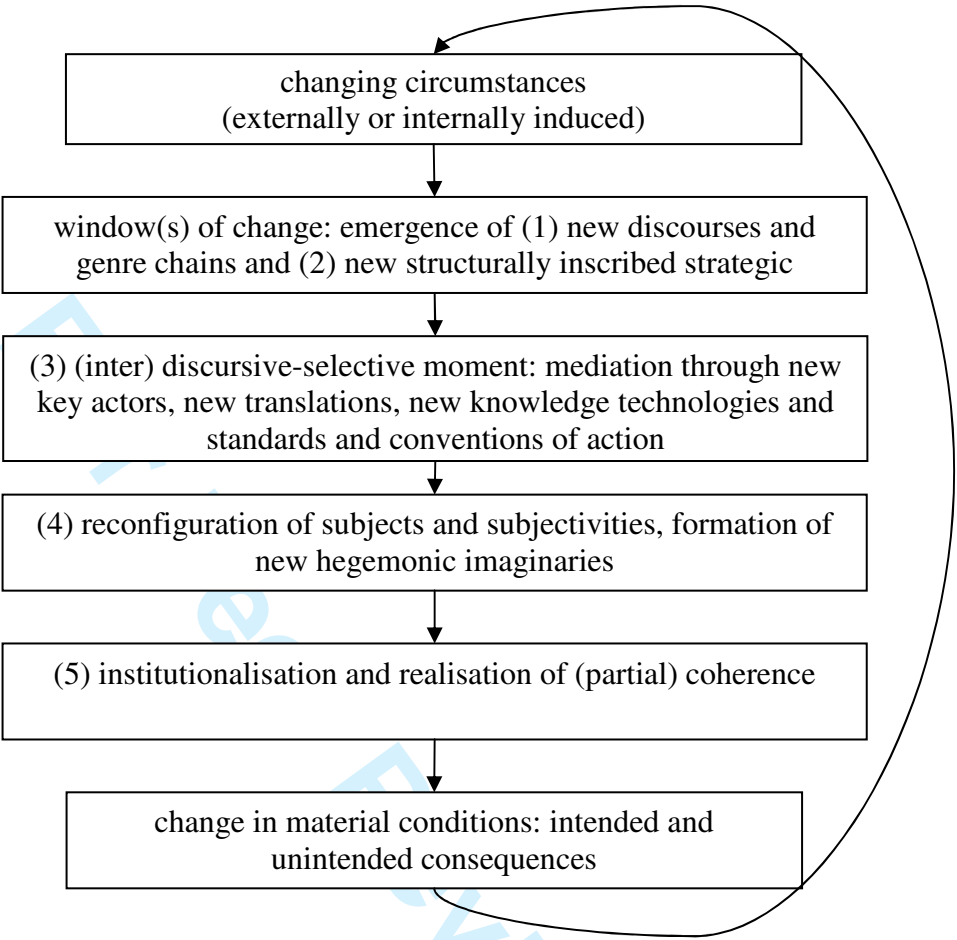 changing circumstances
(externally or internally induced)
window(s) of change: emergence of (1) new discourses and
genre chains and (2) new structurally inscribed strategic
(3) (inter) discursive-selective moment: mediation through new
key actors, new translations, new knowledge technologies and
standards and conventions of action
(4) reconfiguration of subjects and subjectivities, formation of
new hegemonic imaginaries
(5) institutionalisation and realisation of (partial) coherence
change in material conditions: intended and
unintended consequences